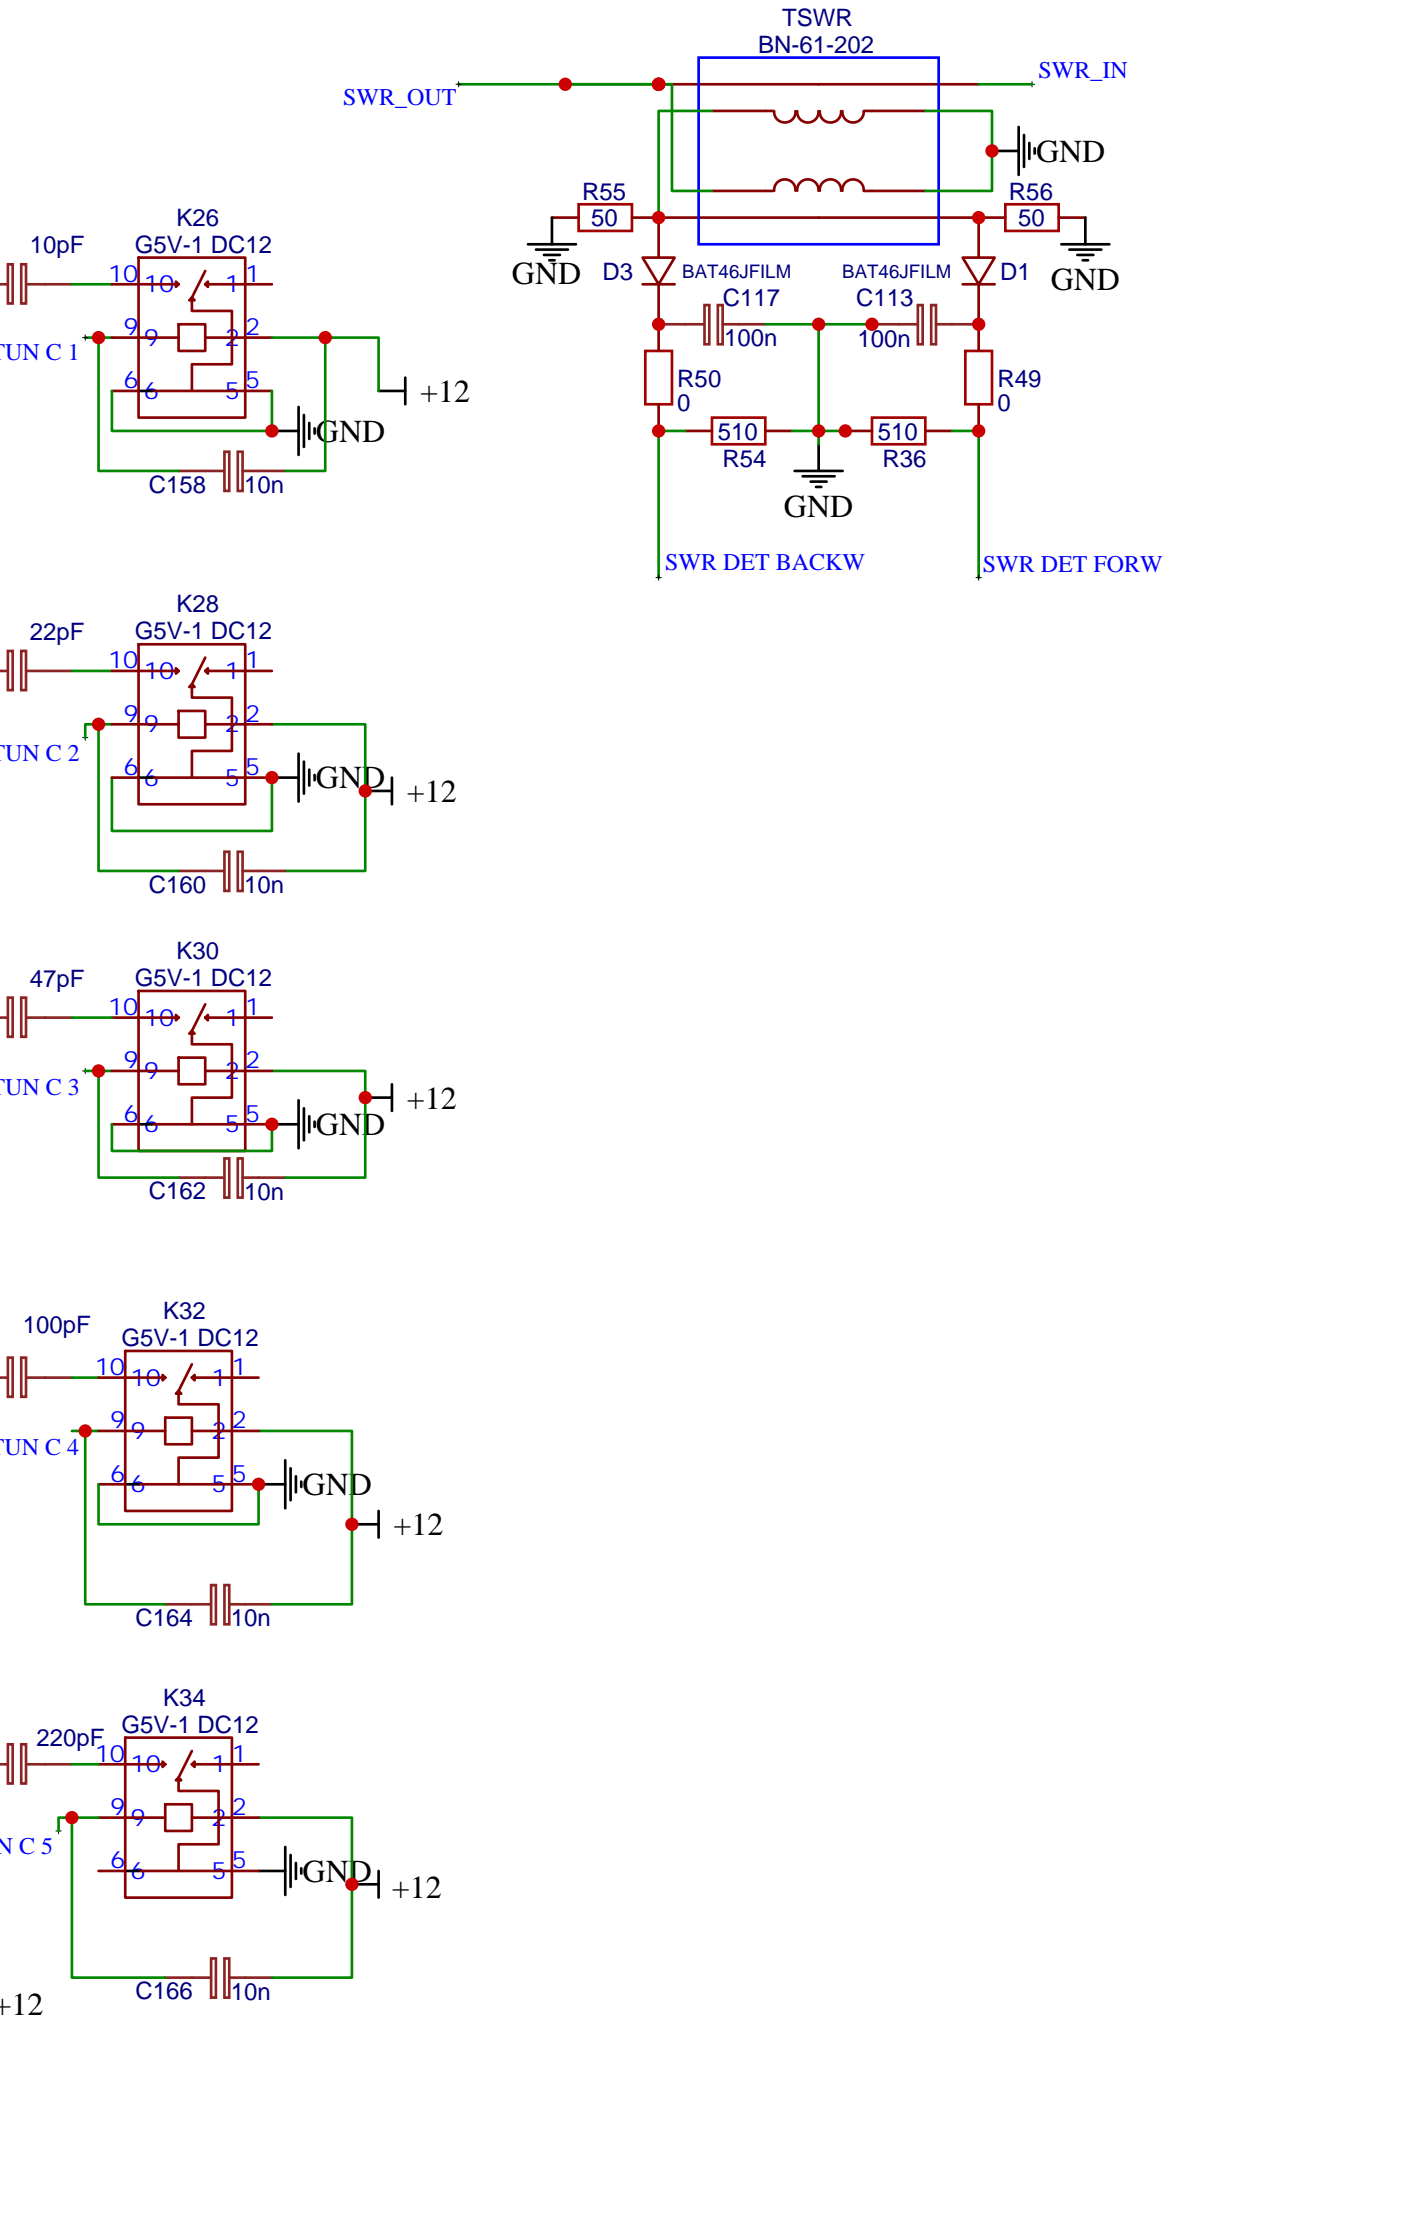 TSWR
BN-61-202
SWR_OUT
SWR_IN
GND
R55
50
R56
50
GND
GND
D3
BAT46JFILM
BAT46JFILM
D1
C117
100n
C113
100n
R50
0
R49
0
510
R54
510
R36
GND
SWR DET BACKW
SWR DET FORW
K26
G5V-1 DC12
10pF
10 10 1 1
9 9 2 2
TUN C 1
6 6 5 5
+12
GND
C158 10n
K28
G5V-1 DC12
22pF
10 10 1 1
9 9 2 2
TUN C 2
6 6 5 5
GND
+12
C160 10n
K30
G5V-1 DC12
47pF
10 10 1 1
9 9 2 2
TUN C 3
6 6 5 5
+12
GND
C162 10n
K32
G5V-1 DC12
100pF
10 10 1 1
9 9 2 2
TUN C 4
6 6 5 5
GND
+12
C164 10n
K34
G5V-1 DC12
220pF
10 10 1 1
9 9 2 2
N C 5
6 6 5 5
GND
+12
C166 10n
+12